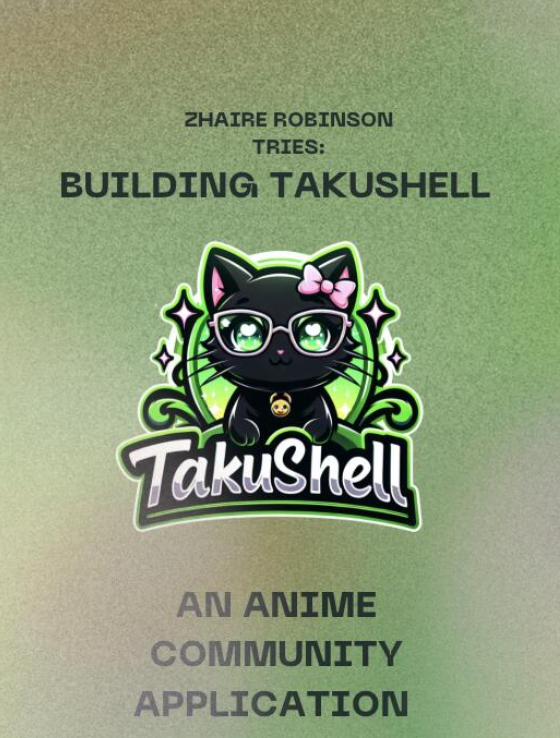 ZHAIRE ROBINSON
TRIES:
BUILDING TAKUSHELL
TakuShell
AN ANIME
COMMUNITY
APPLICATION